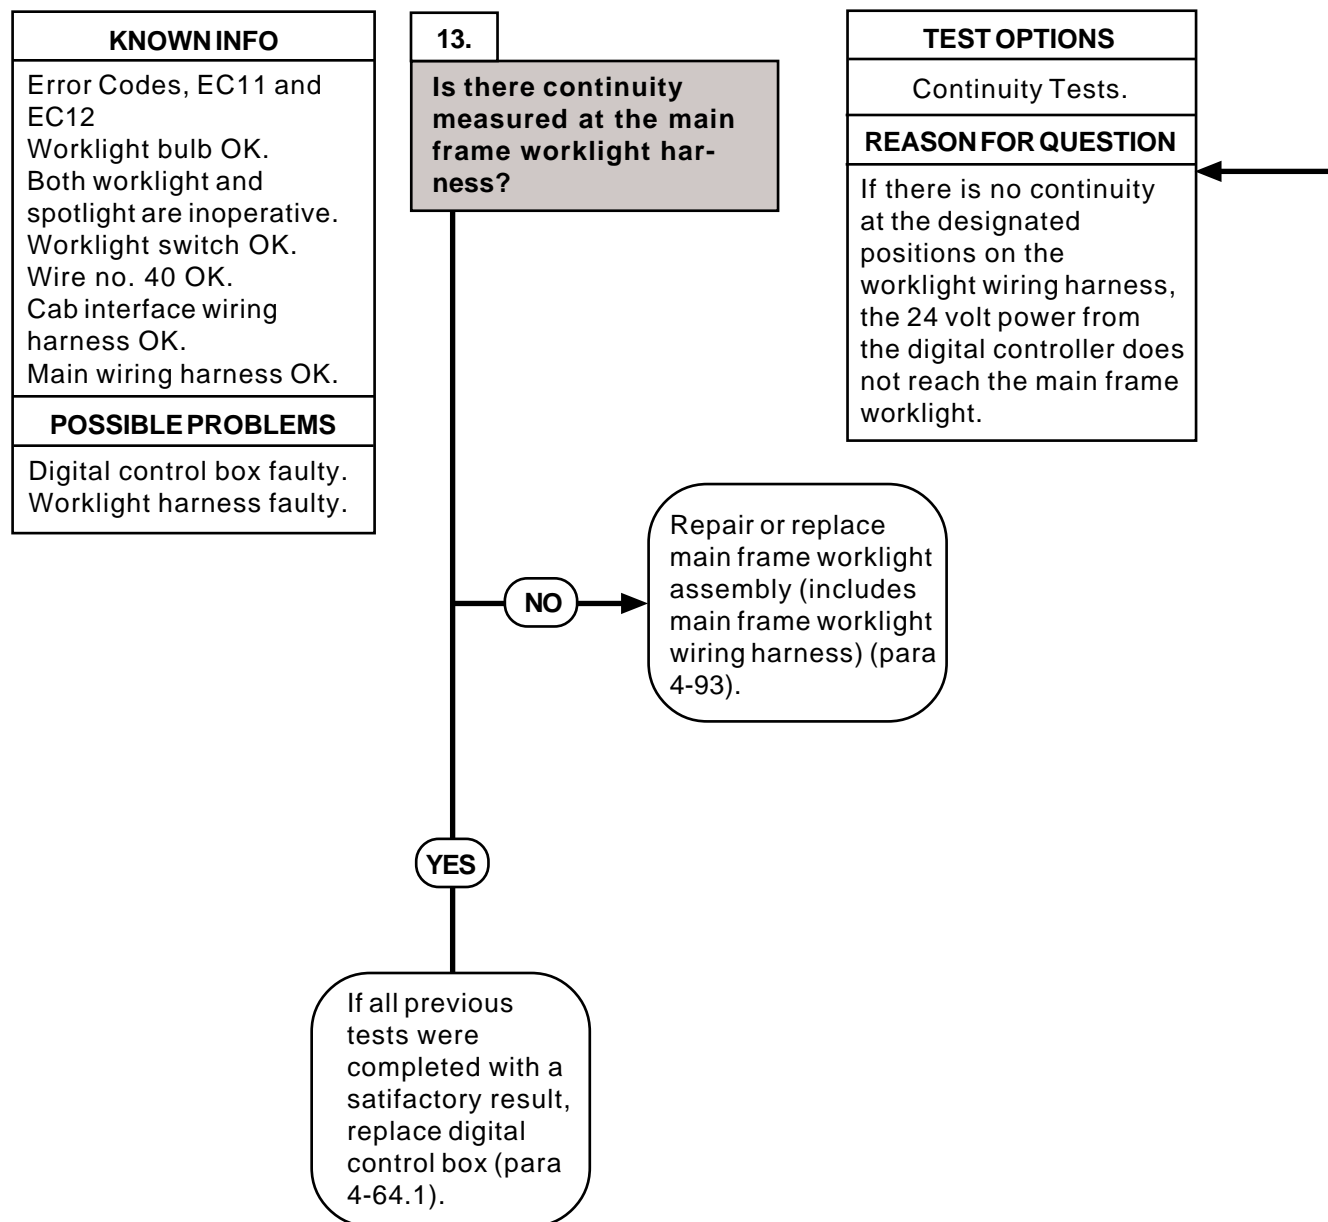 KNOWN INFO
Error Codes, EC11 and
EC12
Worklight bulb OK.
Both worklight and
spotlight are inoperative.
Worklight switch OK.
Wire no. 40 OK.
Cab interface wiring
harness OK.
Main wiring harness OK.
POSSIBLE PROBLEMS
Digital control box faulty.
Worklight harness faulty.
13.
Is there continuity
measured at the main
frame worklight har-
ness?
TEST OPTIONS
Continuity Tests.
REASON FOR QUESTION
If there is no continuity
at the designated
positions on the
worklight wiring harness,
the 24 volt power from
the digital controller does
not reach the main frame
worklight.
NO
Repair or replace
main frame worklight
assembly (includes
main frame worklight
wiring harness) (para
4-93).
YES
If all previous
tests were
completed with a
satifactory result,
replace digital
control box (para
4-64.1).